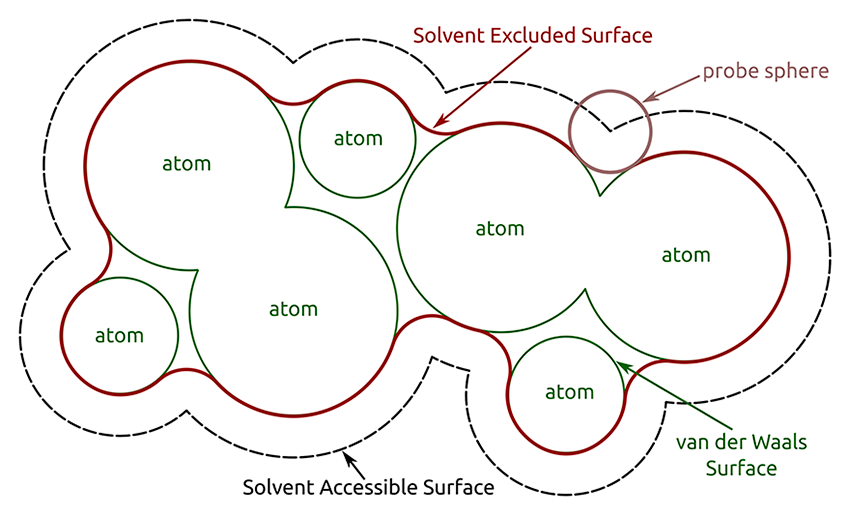 Solvent Excluded Surface
probe sphere
atom
atom
atom
atom
atom
atom
atom
van der Waals
Surface
Solvent Accessible Surface